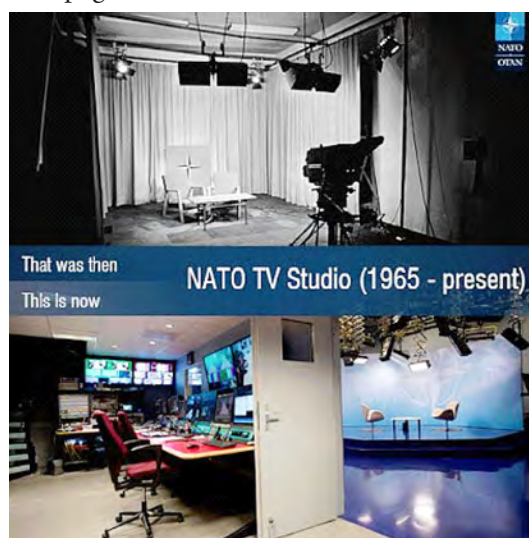 NATO
OTAN
That was then
NATO TV Studio (1965 - present)
This is now